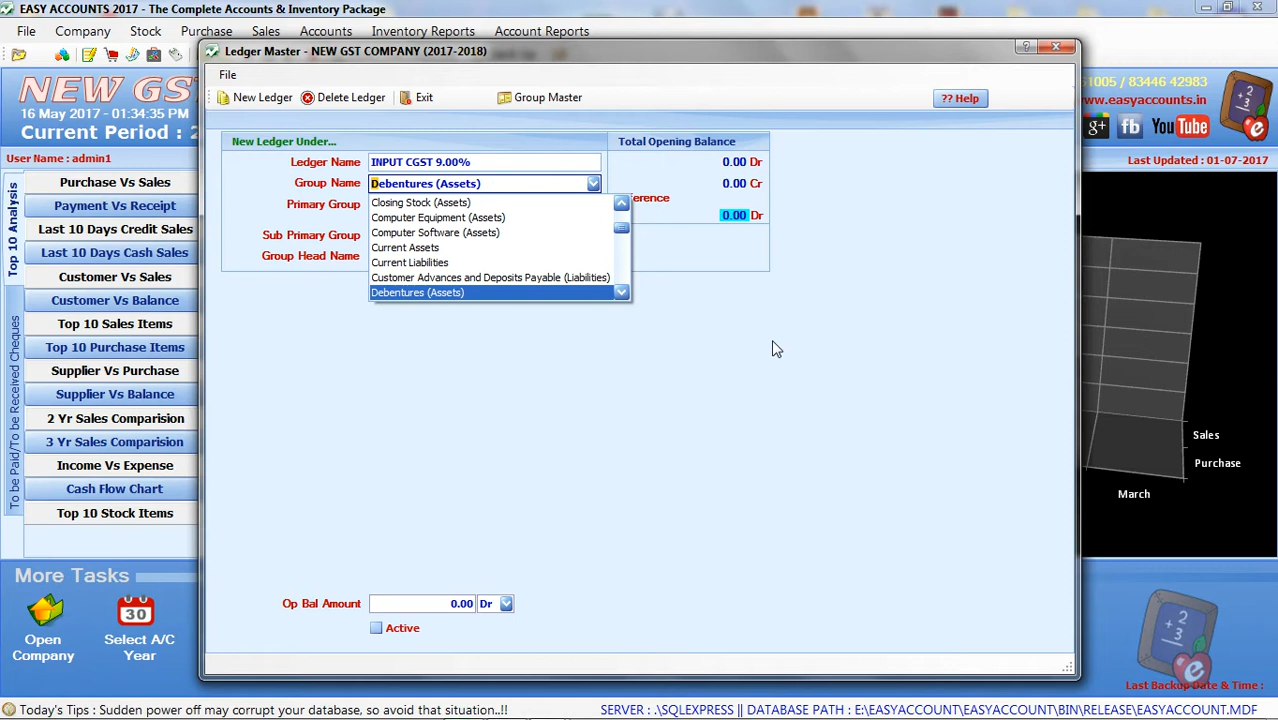 EASY ACCOUNTS 2017 - The Complete Accounts & Inventory Package
File Company Stock Purchase Sales Accounts Inventory Reports Account Reports
Ledger Master - NEW GST COMPANY (2017-2018)
File
New Ledger Delete Ledger Exit Group Master ?? Help
NEW GS
16 May 2017 - 01:34:35 PM
Current Period : 2
51005 / 83446 42983
www.easyaccounts.in
g+ fb You Tube
User Name : admin1
Last Updated : 01-07-2017
New Ledger Under...
Ledger Name INPUT CGST 9.00%
Group Name Debentures (Assets)
Primary Group
Sub Primary Group
Group Head Name
Closing Stock (Assets)
Computer Equipment (Assets)
Computer Software (Assets)
Current Assets
Current Liabilities
Customer Advances and Deposits Payable (Liabilities)
Debentures (Assets)
Total Opening Balance
0.00 Dr
0.00 Cr
erence
0.00 Dr
Top 10 Analysis
To be Paid/To be Received Cheques
Purchase Vs Sales
Payment Vs Receipt
Last 10 Days Credit Sales
Last 10 Days Cash Sales
Customer Vs Sales
Customer Vs Balance
Top 10 Sales Items
Top 10 Purchase Items
Supplier Vs Purchase
Supplier Vs Balance
2 Yr Sales Comparision
3 Yr Sales Comparision
Income Vs Expense
Cash Flow Chart
Top 10 Stock Items
Sales
Purchase
March
Op Bal Amount 0.00 Dr
Active
More Tasks
Open Company
30
Select A/C Year
2
÷3
e
Last Backup Date & Time :
Today's Tips : Sudden power off may corrupt your database, so avoid that situation..!!
SERVER : .\SQLEXPRESS || DATABASE PATH : E:\EASYACCOUNT\EASYACCOUNT\BIN\RELEASE\EASYACCOUNT.MDF